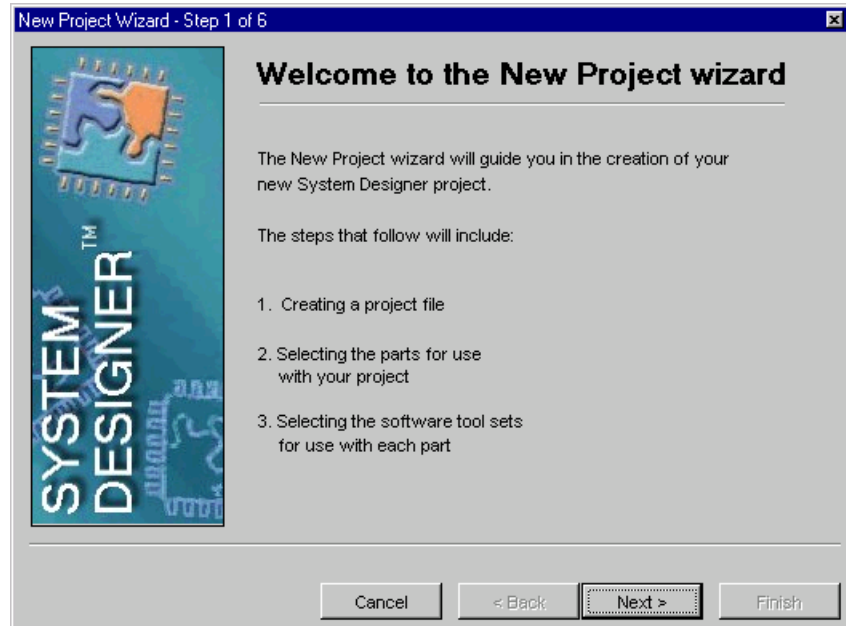 New Project Wizard - Step 1 of 6
SYSTEM
DESIGNER™
Welcome to the New Project wizard
The New Project wizard will guide you in the creation of your
new System Designer project.
The steps that follow will include:
1. Creating a project file
2. Selecting the parts for use
with your project
3. Selecting the software tool sets
for use with each part
Cancel
< Back
Next >
Finish